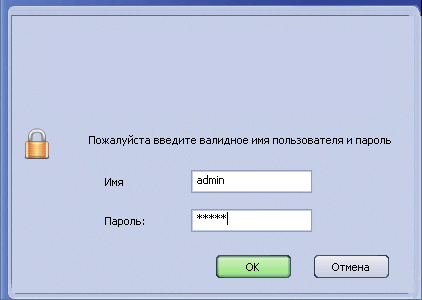 Пожалуйста введите валидное имя пользователя и пароль
Имя admin
Пароль: *****
OK Отмена